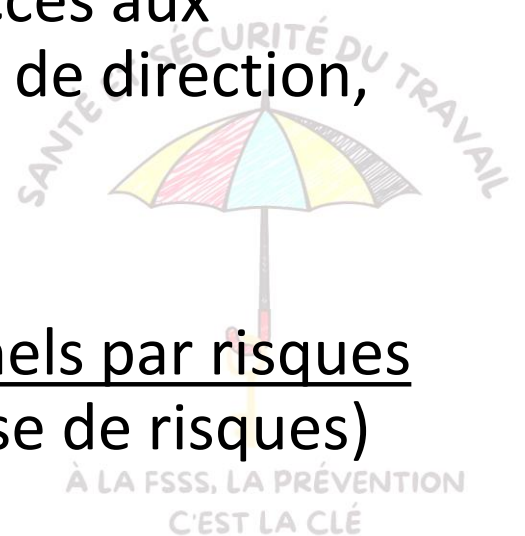 accès aux
SANTÉ ET SÉCURITÉ DU TRAVAIL
de direction,
nels par risques
se de risques)
À LA FSSS, LA PRÉVENTION
C'EST LA CLÉ